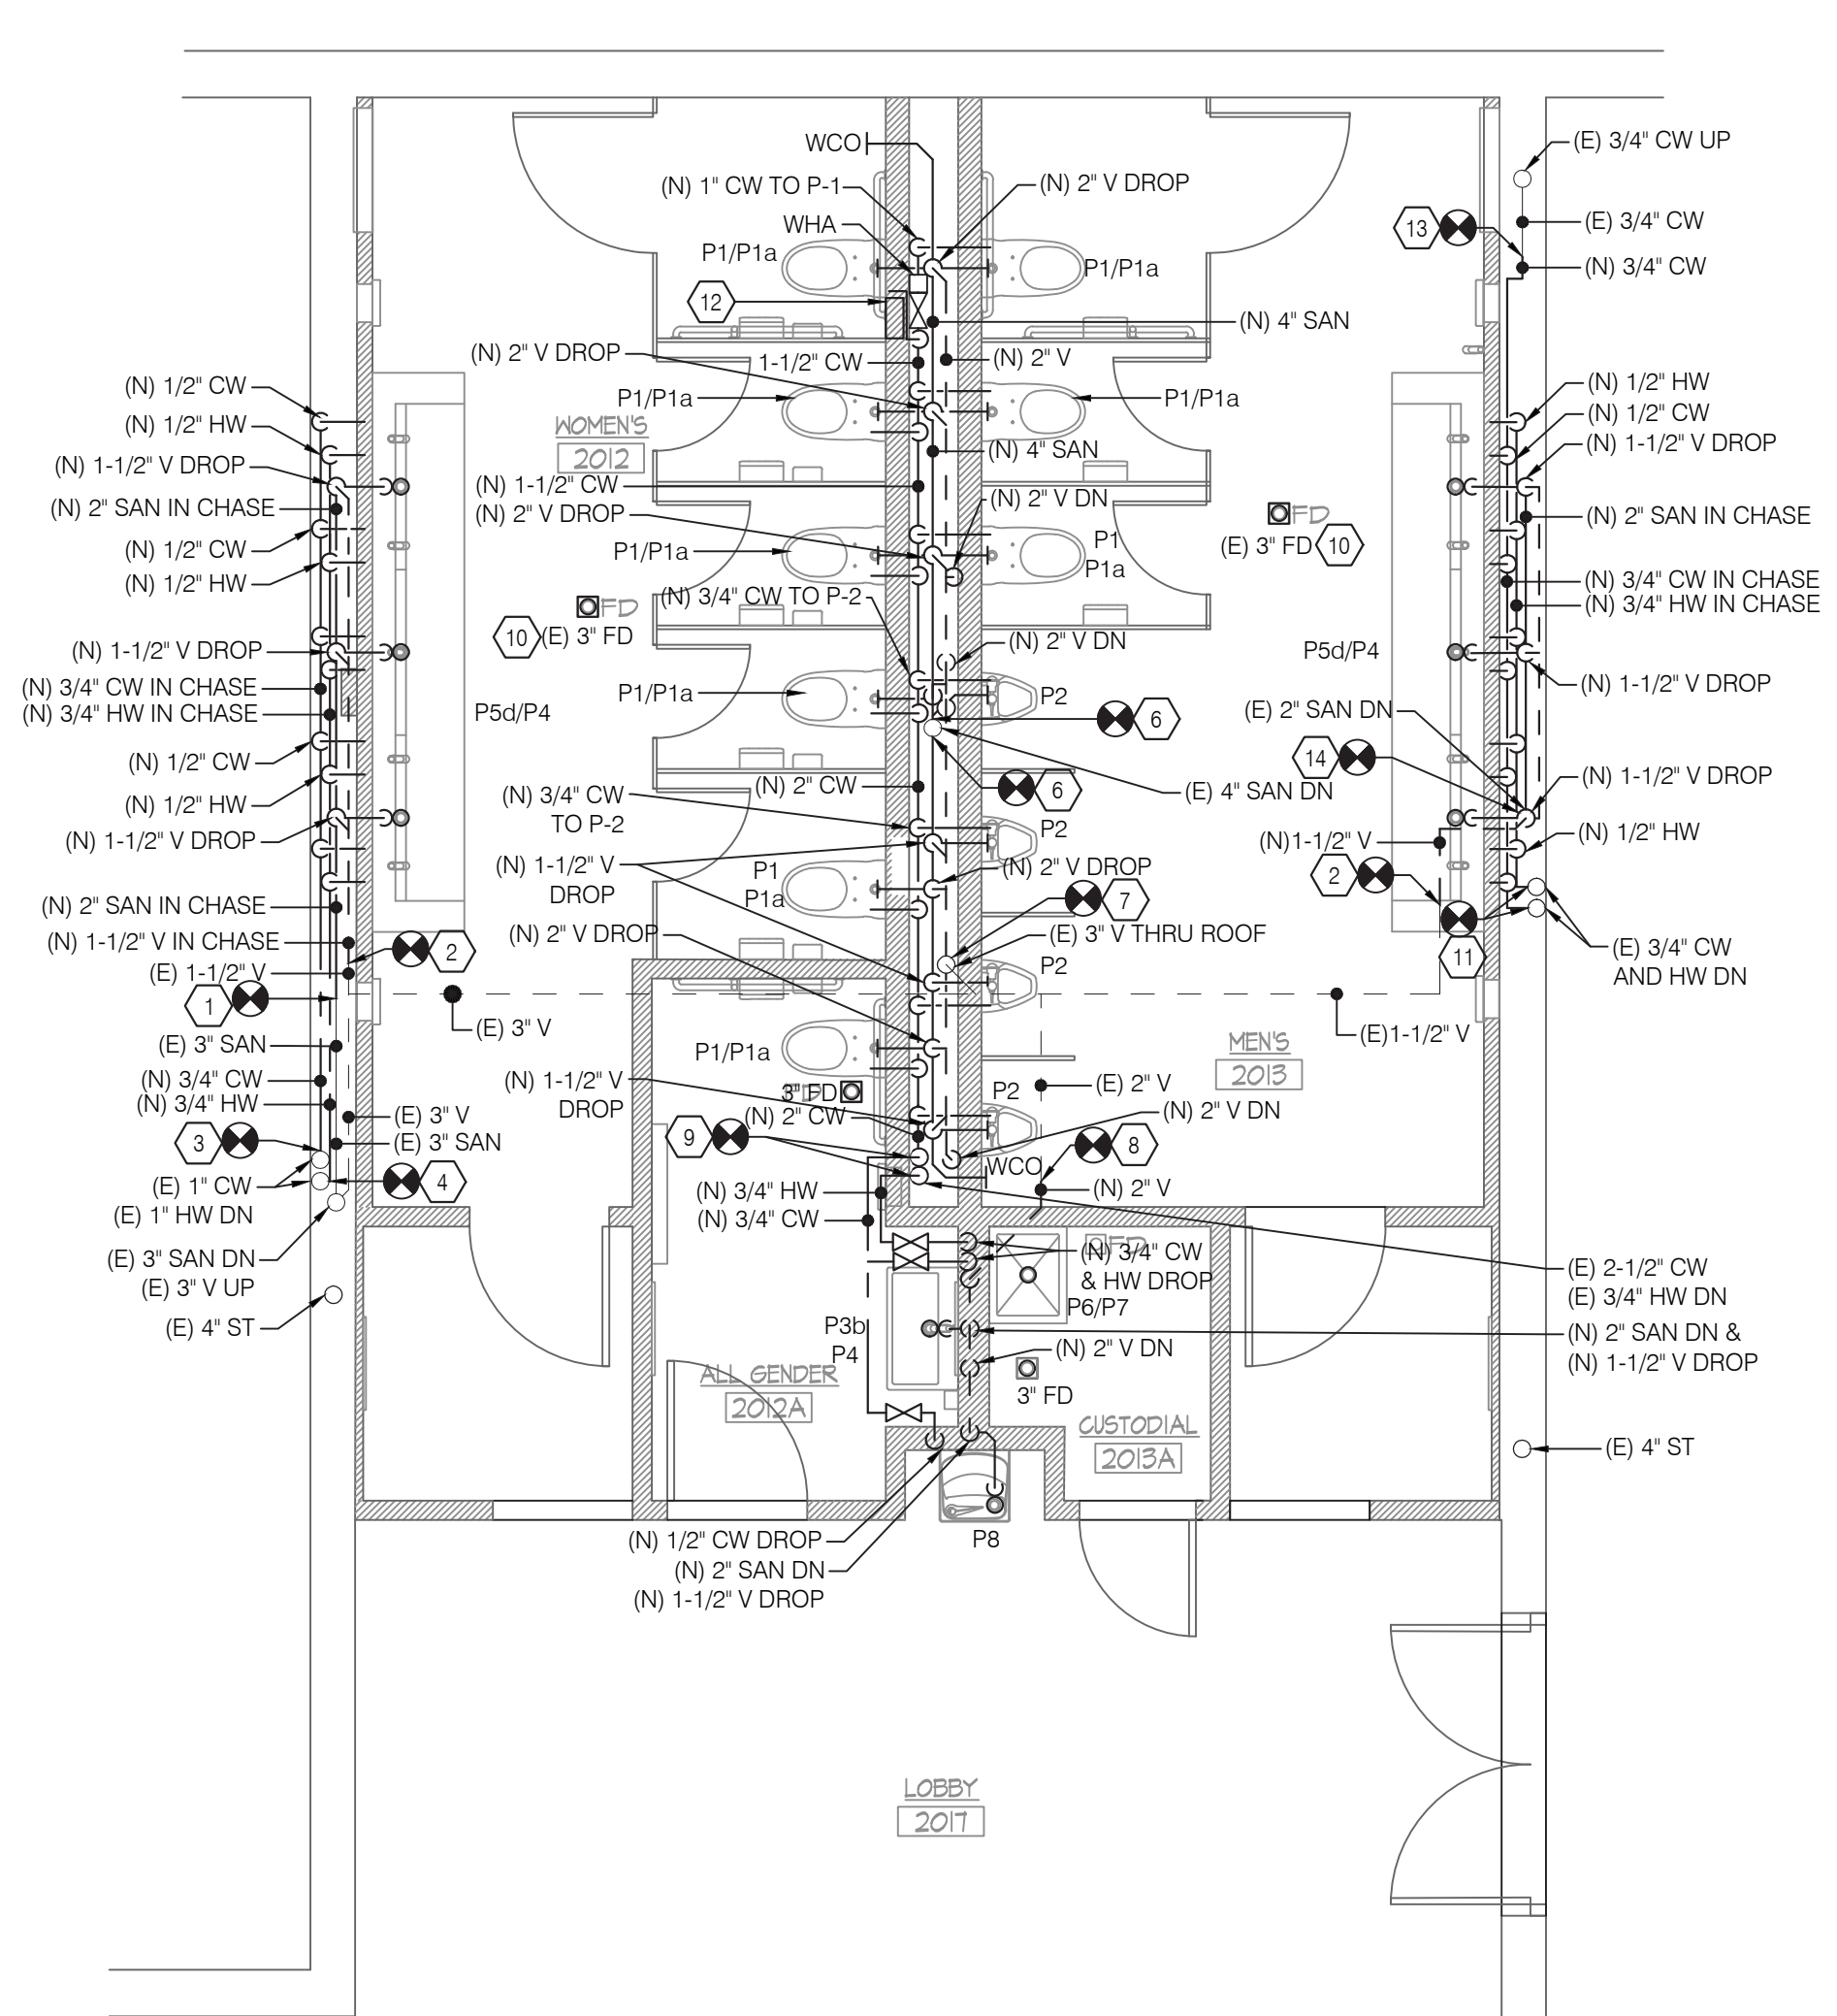 WCO
(E) 3/4" CW UP
(N) 1" CW TO P-1
(N) 2" V DROP
WHA
(E) 3/4" CW
13
P1/P1a
P1/P1a
(N) 3/4" CW
12
(N) 4" SAN
(N) 2" V DROP
1-1/2" CW
(N) 2" V
(N) 1/2" CW
(N) 1/2" HW
P1/P1a
P1/P1a
(N) 1/2" CW
(N) 1/2" HW
WOMEN'S
2012
(N) 1-1/2" V DROP
(N) 4" SAN
(N) 1-1/2" V DROP
(N) 1-1/2" CW
(N) 2" V DN
(N) 2" SAN IN CHASE
(N) 2" V DROP
FD
(N) 2" SAN IN CHASE
(N) 1/2" CW
P1/P1a
P1
P1a
(E) 3" FD
10
(N) 1/2" HW
(N) 3/4" CW IN CHASE
(N) 3/4" CW TO P-2
(N) 3/4" HW IN CHASE
FD
10
(E) 3" FD
(N) 2" V DN
(N) 1-1/2" V DROP
P5d/P4
(N) 3/4" CW IN CHASE
P1/P1a
P2
(N) 1-1/2" V DROP
(N) 3/4" HW IN CHASE
P5d/P4
6
(E) 2" SAN DN
(N) 1/2" CW
14
(N) 2" CW
6
(E) 4" SAN DN
(N) 1-1/2" V DROP
(N) 1/2" HW
(N) 3/4" CW
TO P-2
P2
(N) 1-1/2" V DROP
(N)1-1/2" V
(N) 1/2" HW
(N) 1-1/2" V
DROP
P1
P1a
(N) 2" V DROP
2
(N) 2" SAN IN CHASE
7
(N) 1-1/2" V IN CHASE
2
(N) 2" V DROP
(E) 3" V THRU ROOF
11
(E) 3/4" CW
AND HW DN
(E) 1-1/2" V
P2
1
(E) 3" V
(E)1-1/2" V
(E) 3" SAN
P1/P1a
MEN'S
2013
(N) 3/4" CW
(N) 1-1/2" V
DROP
3" FD
FD
P2
(E) 2" V
(N) 3/4" HW
(E) 3" V
(N) 2" CW
(N) 2" V DN
3
(E) 3" SAN
9
8
WCO
(E) 1" CW
4
(N) 3/4" HW
(N) 2" V
(E) 1" HW DN
(N) 3/4" CW
(E) 3" SAN DN
FD
(N) 3/4" CW
& HW DROP
(E) 2-1/2" CW
(E) 3" V UP
P6/P7
(E) 3/4" HW DN
(E) 4" ST
P3b
P4
(N) 2" SAN DN &
(N) 1-1/2" V DROP
(N) 2" V DN
ALL GENDER
2012A
3" FD
CUSTODIAL
2013A
(E) 4" ST
(N) 1/2" CW DROP
P8
(N) 2" SAN DN
(N) 1-1/2" V DROP
LOBBY
2017